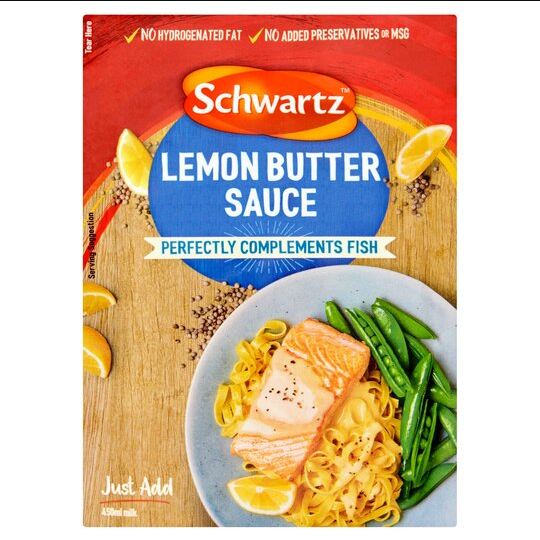 Tear Here
✓ NO HYDROGENATED FAT ✓ NO ADDED PRESERVATIVES OR MSG
Schwartz™
LEMON BUTTER
SAUCE
PERFECTLY COMPLEMENTS FISH
Serving Suggestion
Just Add
450ml milk